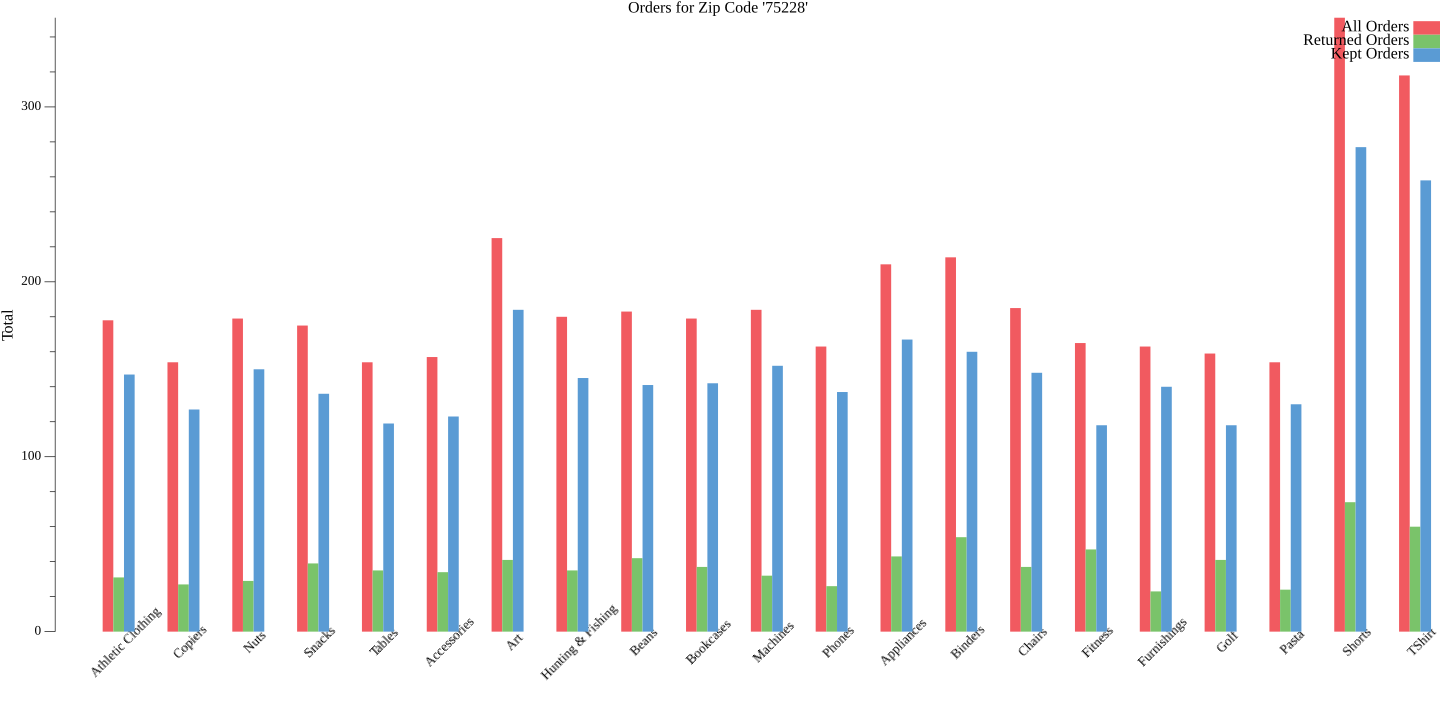 Orders for Zip Code '75228'
All Orders
Returned Orders
Kept Orders
Total
300
200
100
0
Athletic Clothing
Copiers
Nuts
Snacks
Tables
Accessories
Art
Hunting & Fishing
Beans
Bookcases
Machines
Phones
Appliances
Binders
Chairs
Fitness
Furnishings
Golf
Pasta
Shorts
TShirt